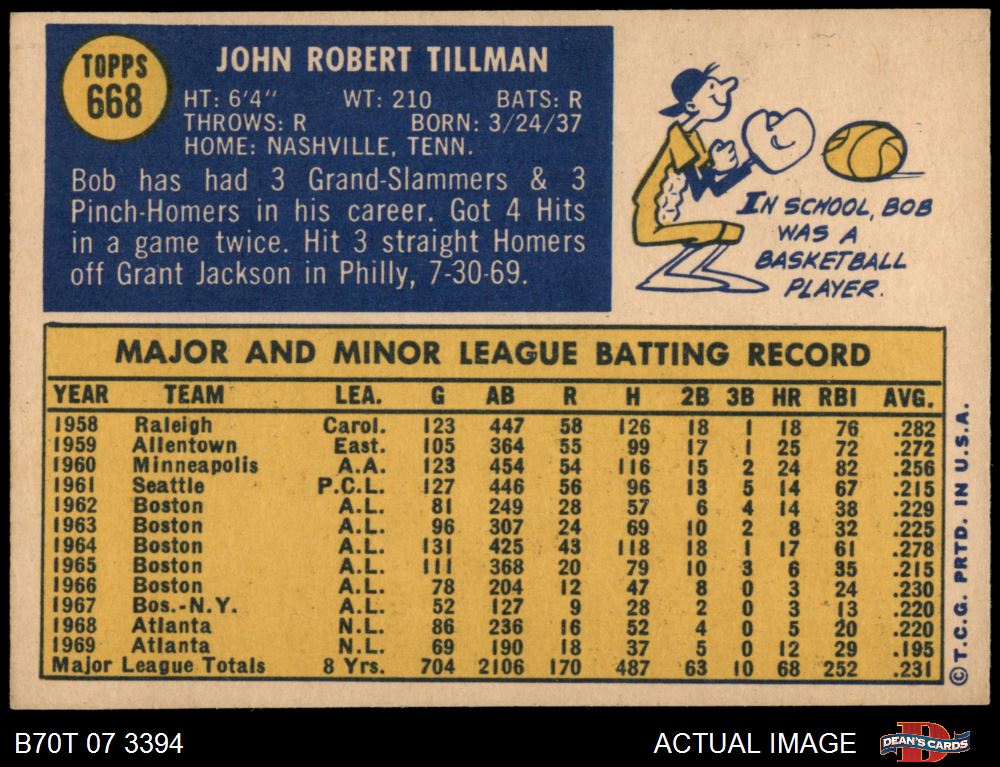 TOPPS
668
JOHN ROBERT TILLMAN
HT: 6'4" WT: 210 BATS: R
THROWS: R BORN: 3/24/37
HOME: NASHVILLE, TENN.
Bob has had 3 Grand-Slammers & 3
Pinch-Homers in his career. Got 4 Hits
in a game twice. Hit 3 straight Homers
off Grant Jackson in Philly, 7-30-69.
IN SCHOOL, BOB
WAS A
BASKETBALL
PLAYER.
MAJOR AND MINOR LEAGUE BATTING RECORD
YEAR TEAM LEA. G AB R H 2B 3B HR RBI AVG.
1958 Raleigh Carol. 123 447 58 126 18 1 18 76 .282
1959 Allentown East. 105 364 55 99 17 1 25 72 .272
1960 Minneapolis A.A. 123 454 54 116 15 2 24 82 .256
1961 Seattle P.C.L. 127 446 56 96 13 5 14 67 .215
1962 Boston A.L. 81 249 28 57 6 4 14 38 .229
1963 Boston A.L. 96 307 24 69 10 2 8 32 .225
1964 Boston A.L. 131 425 43 118 18 1 17 61 .278
1965 Boston A.L. 111 368 20 79 10 3 6 35 .215
1966 Boston A.L. 78 204 12 47 8 0 3 24 .230
1967 Bos.-N.Y. A.L. 52 127 9 28 2 0 3 13 .220
1968 Atlanta N.L. 86 236 16 52 4 0 5 20 .220
1969 Atlanta N.L. 69 190 18 37 5 0 12 29 .195
Major League Totals 8 Yrs. 704 2106 170 487 63 10 68 252 .231
© T.C.G. PRTD. IN U.S.A.
B70T 07 3394
ACTUAL IMAGE
D
DEAN'S CARDS